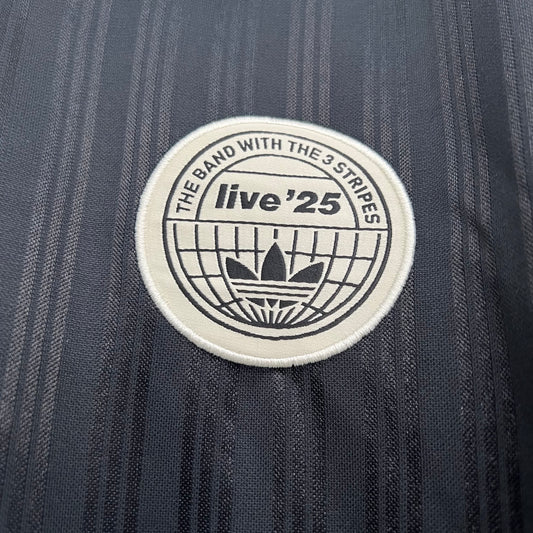 THE BAND WITH THE 3 STRIPES
live '25